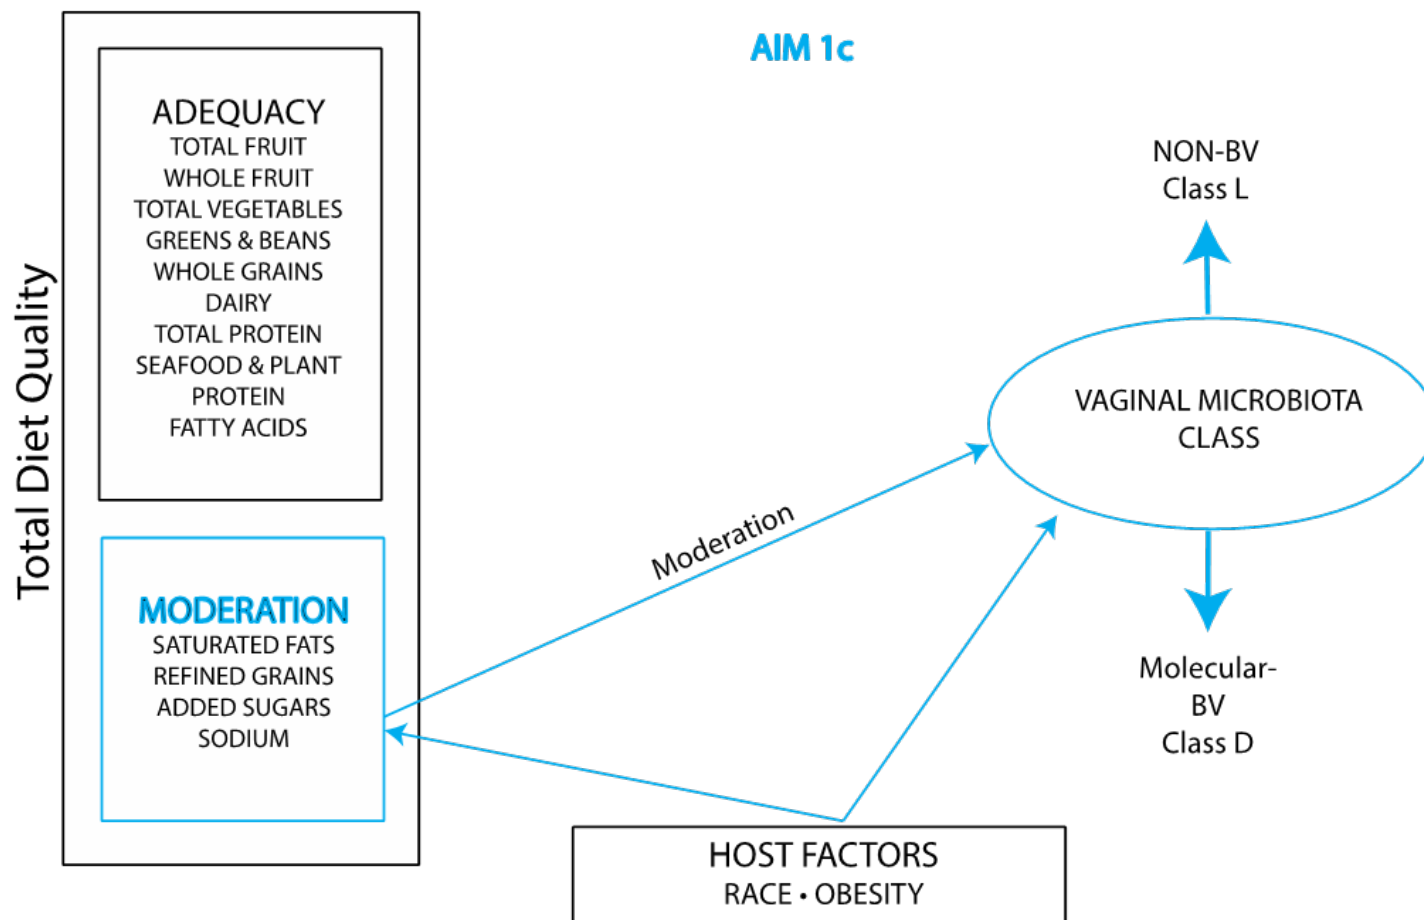 AIM 1c
Total Diet Quality
ADEQUACY
TOTAL FRUIT
WHOLE FRUIT
TOTAL VEGETABLES
GREENS & BEANS
WHOLE GRAINS
DAIRY
TOTAL PROTEIN
SEAFOOD & PLANT
PROTEIN
FATTY ACIDS
MODERATION
SATURATED FATS
REFINED GRAINS
ADDED SUGARS
SODIUM
Moderation
NON-BV
Class L
VAGINAL MICROBIOTA
CLASS
Molecular-
BV
Class D
HOST FACTORS
RACE • OBESITY